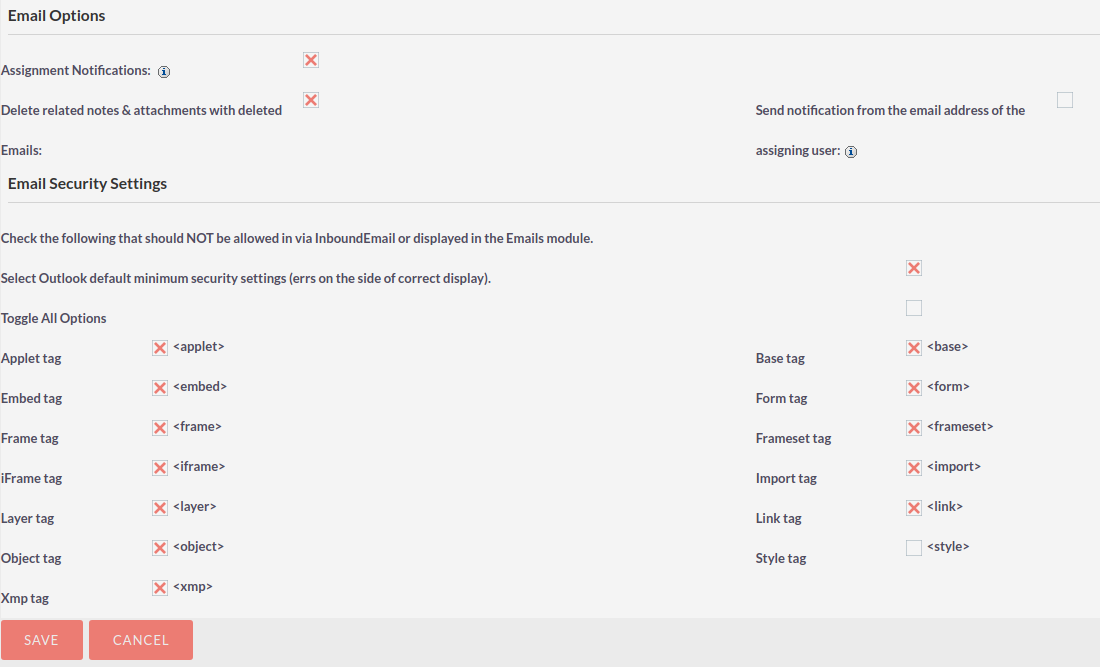 Email Options
Assignment Notifications:
Delete related notes & attachments with deleted
Emails:
Send notification from the email address of the
assigning user:
Email Security Settings
Check the following that should NOT be allowed in via InboundEmail or displayed in the Emails module.
Select Outlook default minimum security settings (errs on the side of correct display).
Toggle All Options
Applet tag <applet> Base tag <base>
Embed tag <embed> Form tag <form>
Frame tag <frame> Frameset tag <frameset>
iFrame tag <iframe> Import tag <import>
Layer tag <layer> Link tag <link>
Object tag <object> Style tag <style>
Xmp tag <xmp>
SAVE CANCEL